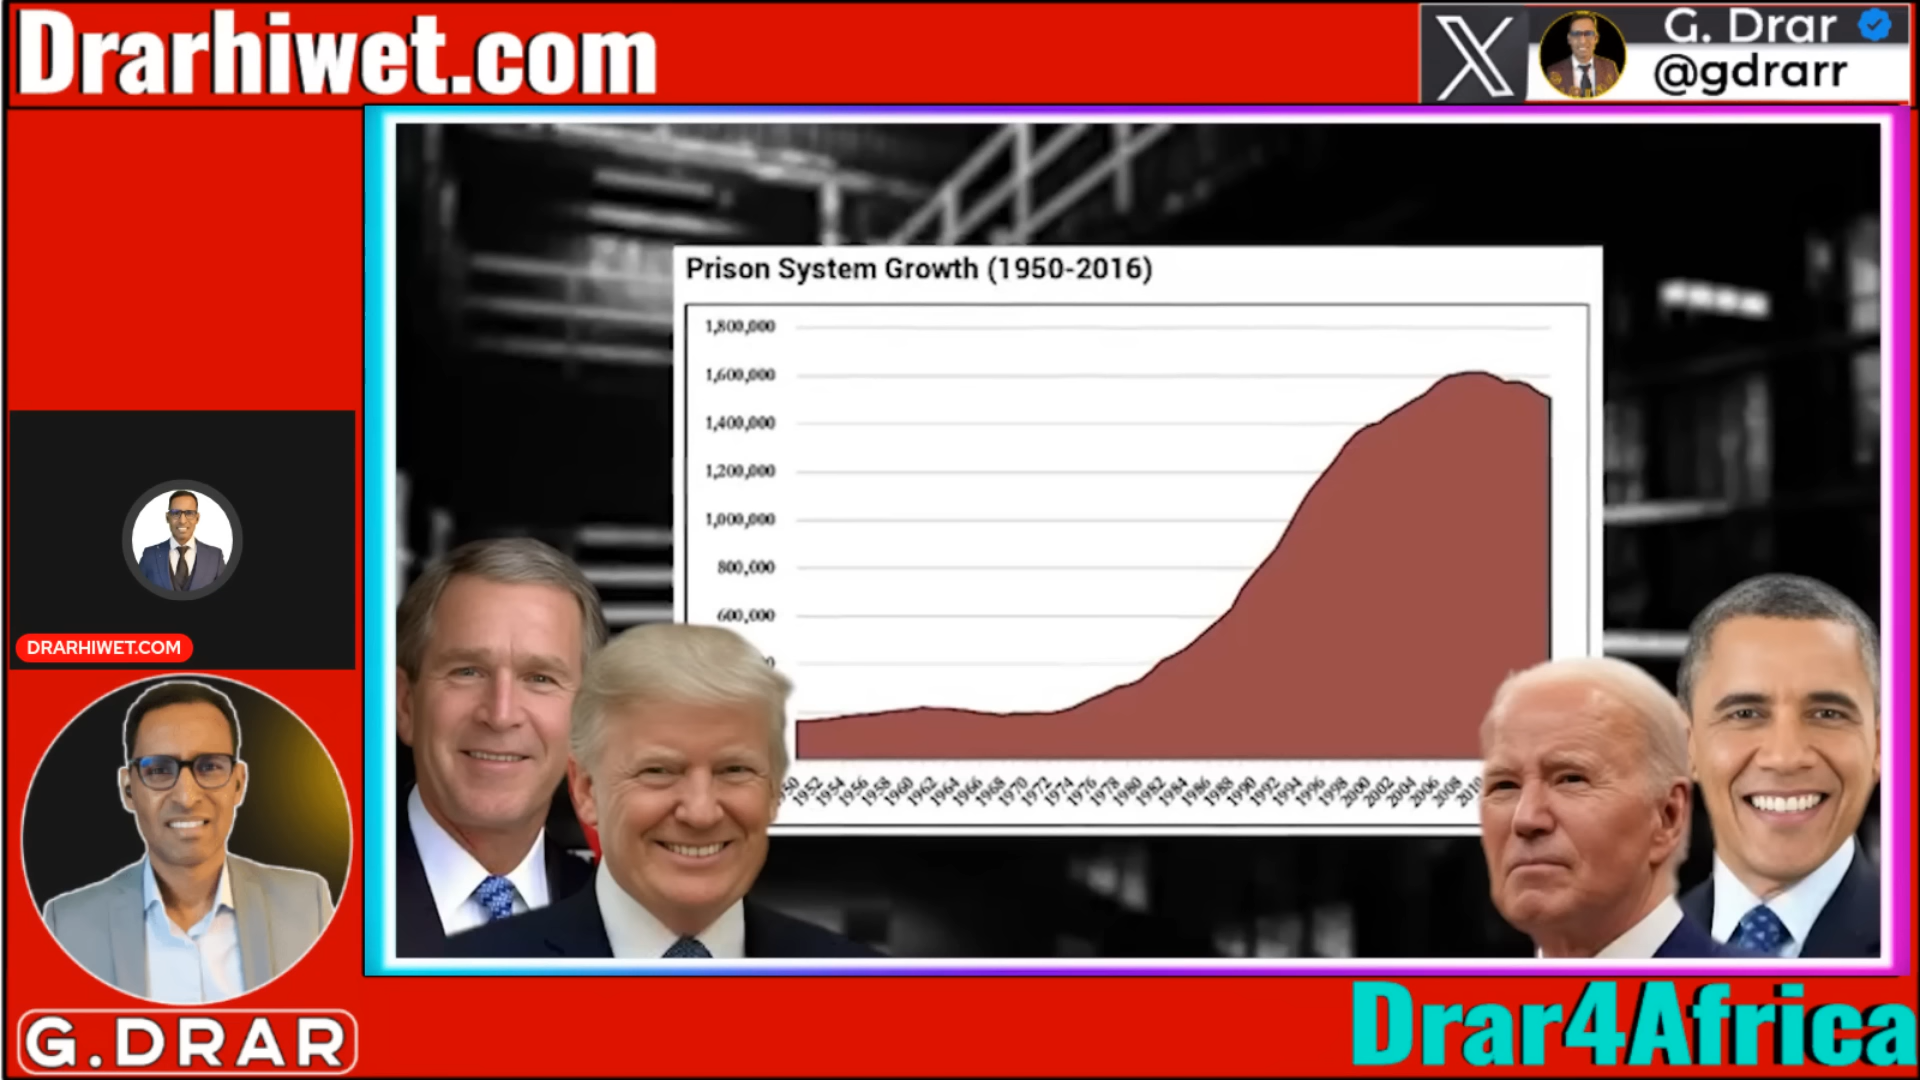 Drarhiwet.com
G. Drar
@gdrarr
Prison System Growth (1950-2016)
1,800,000
1,600,000
1,400,000
1,200,000
1,000,000
800,000
600,000
1952 1954 1956 1958 1960 1962 1964 1966 1968 1970 1972 1974 1976 1978 1980 1982 1984 1986 1988 1990 1992 1994 1996 1998 2000 2002 2004 2006 2008 2010
DRARHIWET.COM
G.DRAR
Drar4Africa